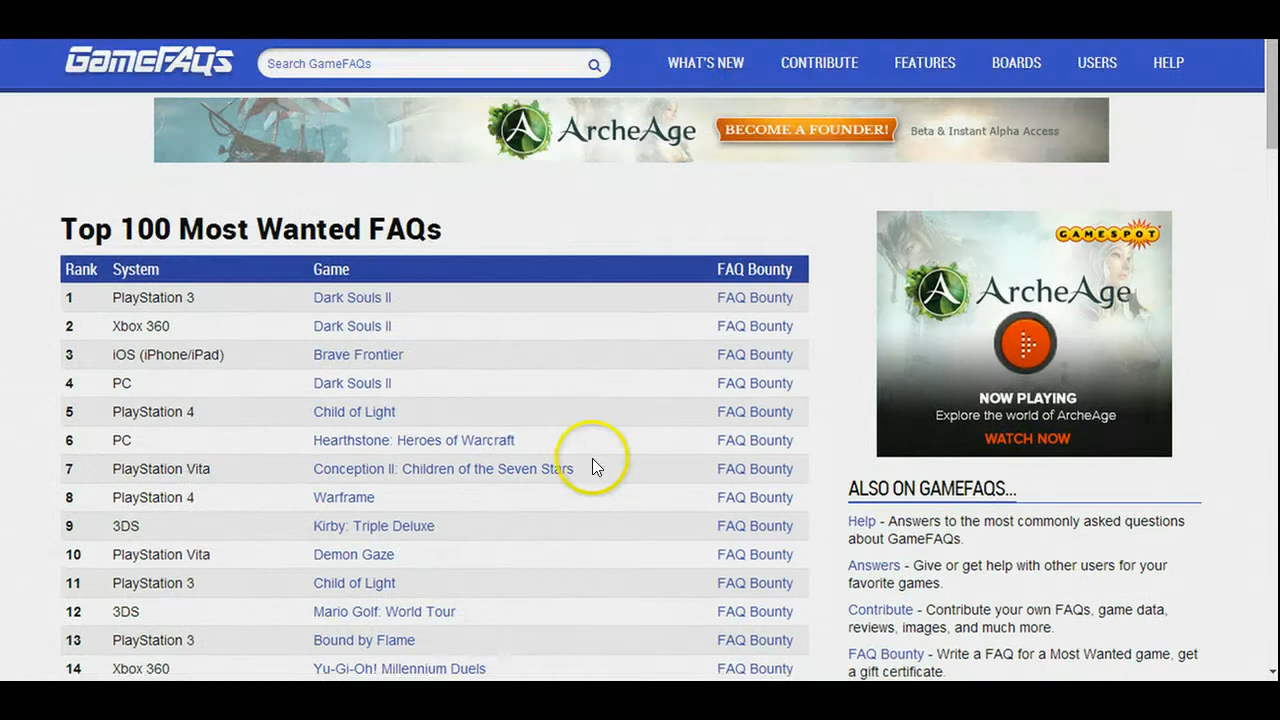 GameFAQs
Search GameFAQs
WHAT'S NEW CONTRIBUTE FEATURES BOARDS USERS HELP
A ArcheAge BECOME A FOUNDER! Beta & Instant Alpha Access
Top 100 Most Wanted FAQs
Rank System Game FAQ Bounty
1 PlayStation 3 Dark Souls II FAQ Bounty
2 Xbox 360 Dark Souls II FAQ Bounty
3 iOS (iPhone/iPad) Brave Frontier FAQ Bounty
4 PC Dark Souls II FAQ Bounty
5 PlayStation 4 Child of Light FAQ Bounty
6 PC Hearthstone: Heroes of Warcraft FAQ Bounty
7 PlayStation Vita Conception II: Children of the Seven Stars FAQ Bounty
8 PlayStation 4 Warframe FAQ Bounty
9 3DS Kirby: Triple Deluxe FAQ Bounty
10 PlayStation Vita Demon Gaze FAQ Bounty
11 PlayStation 3 Child of Light FAQ Bounty
12 3DS Mario Golf: World Tour FAQ Bounty
13 PlayStation 3 Bound by Flame FAQ Bounty
14 Xbox 360 Yu-Gi-Oh! Millennium Duels FAQ Bounty
GAMESPOT
A ArcheAge
NOW PLAYING
Explore the world of ArcheAge
WATCH NOW
ALSO ON GAMEFAQS...
Help - Answers to the most commonly asked questions
about GameFAQs.
Answers - Give or get help with other users for your
favorite games.
Contribute - Contribute your own FAQs, game data,
reviews, images, and much more.
FAQ Bounty - Write a FAQ for a Most Wanted game, get
a gift certificate.